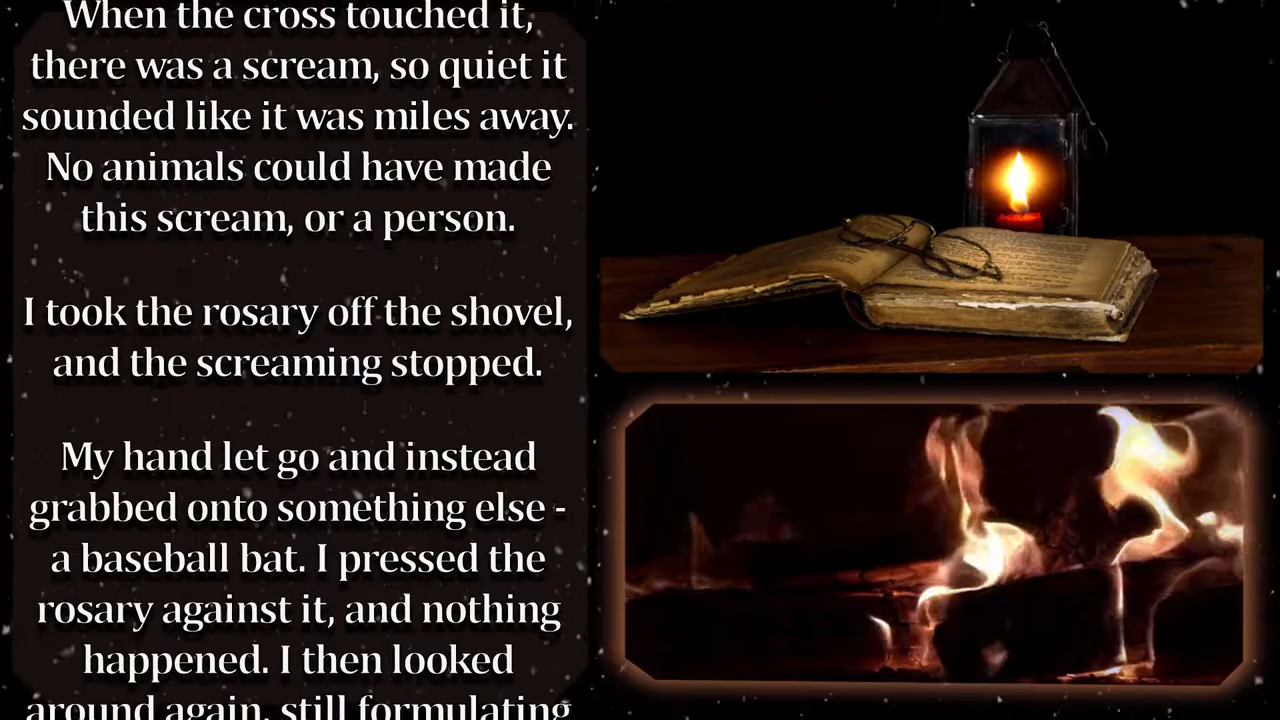 When the cross touched it,
there was a scream, so quiet it
sounded like it was miles away.
No animals could have made
this scream, or a person.
I took the rosary off the shovel,
and the screaming stopped.
My hand let go and instead
grabbed onto something else -
a baseball bat. I pressed the
rosary against it, and nothing
happened. I then looked
around again, still formulating